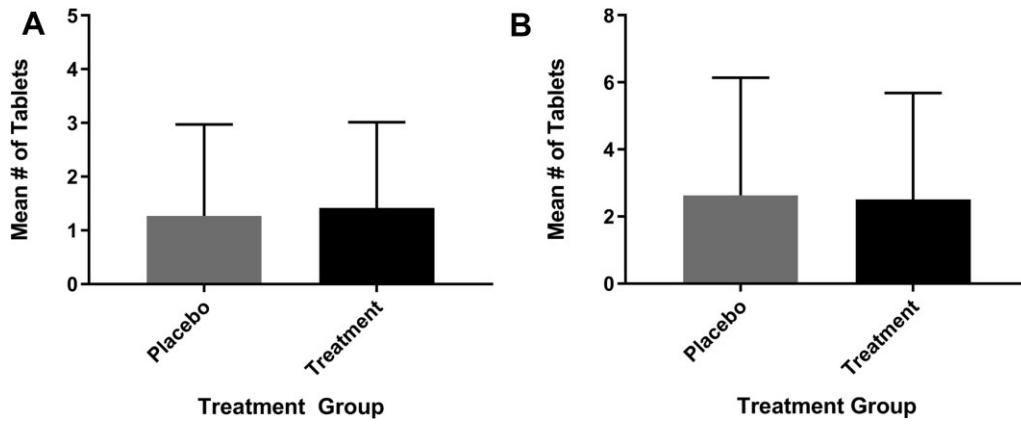 A
Mean # of Tablets
5
4
3
2
1
0
Placebo
Treatment
Treatment Group
B
Mean # of Tablets
8
6
4
2
0
Placebo
Treatment
Treatment Group